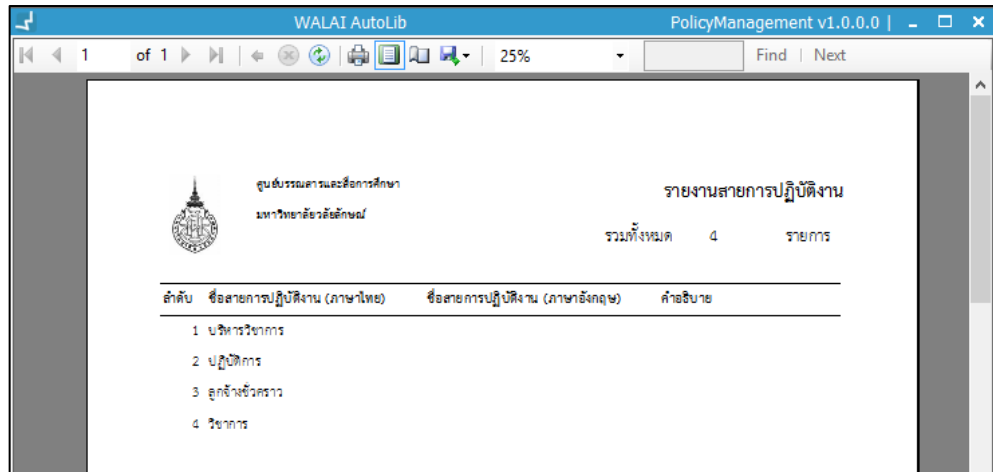 WALAI AutoLib PolicyManagement v1.0.0.0 |
1 of 1 25% Find | Next
ศูนย์บรรณสารและสื่อการศึกษา
มหาวิทยาลัยวลัยลักษณ์
รายงานสายการปฏิบัติงาน
รวมทั้งหมด 4 รายการ
ลำดับ ชื่อสายการปฏิบัติงาน (ภาษาไทย) ชื่อสายการปฏิบัติงาน (ภาษาอังกฤษ) คำอธิบาย
1 บริหารวิชาการ
2 ปฏิบัติการ
3 ลูกจ้างชั่วคราว
4 วิชาการ